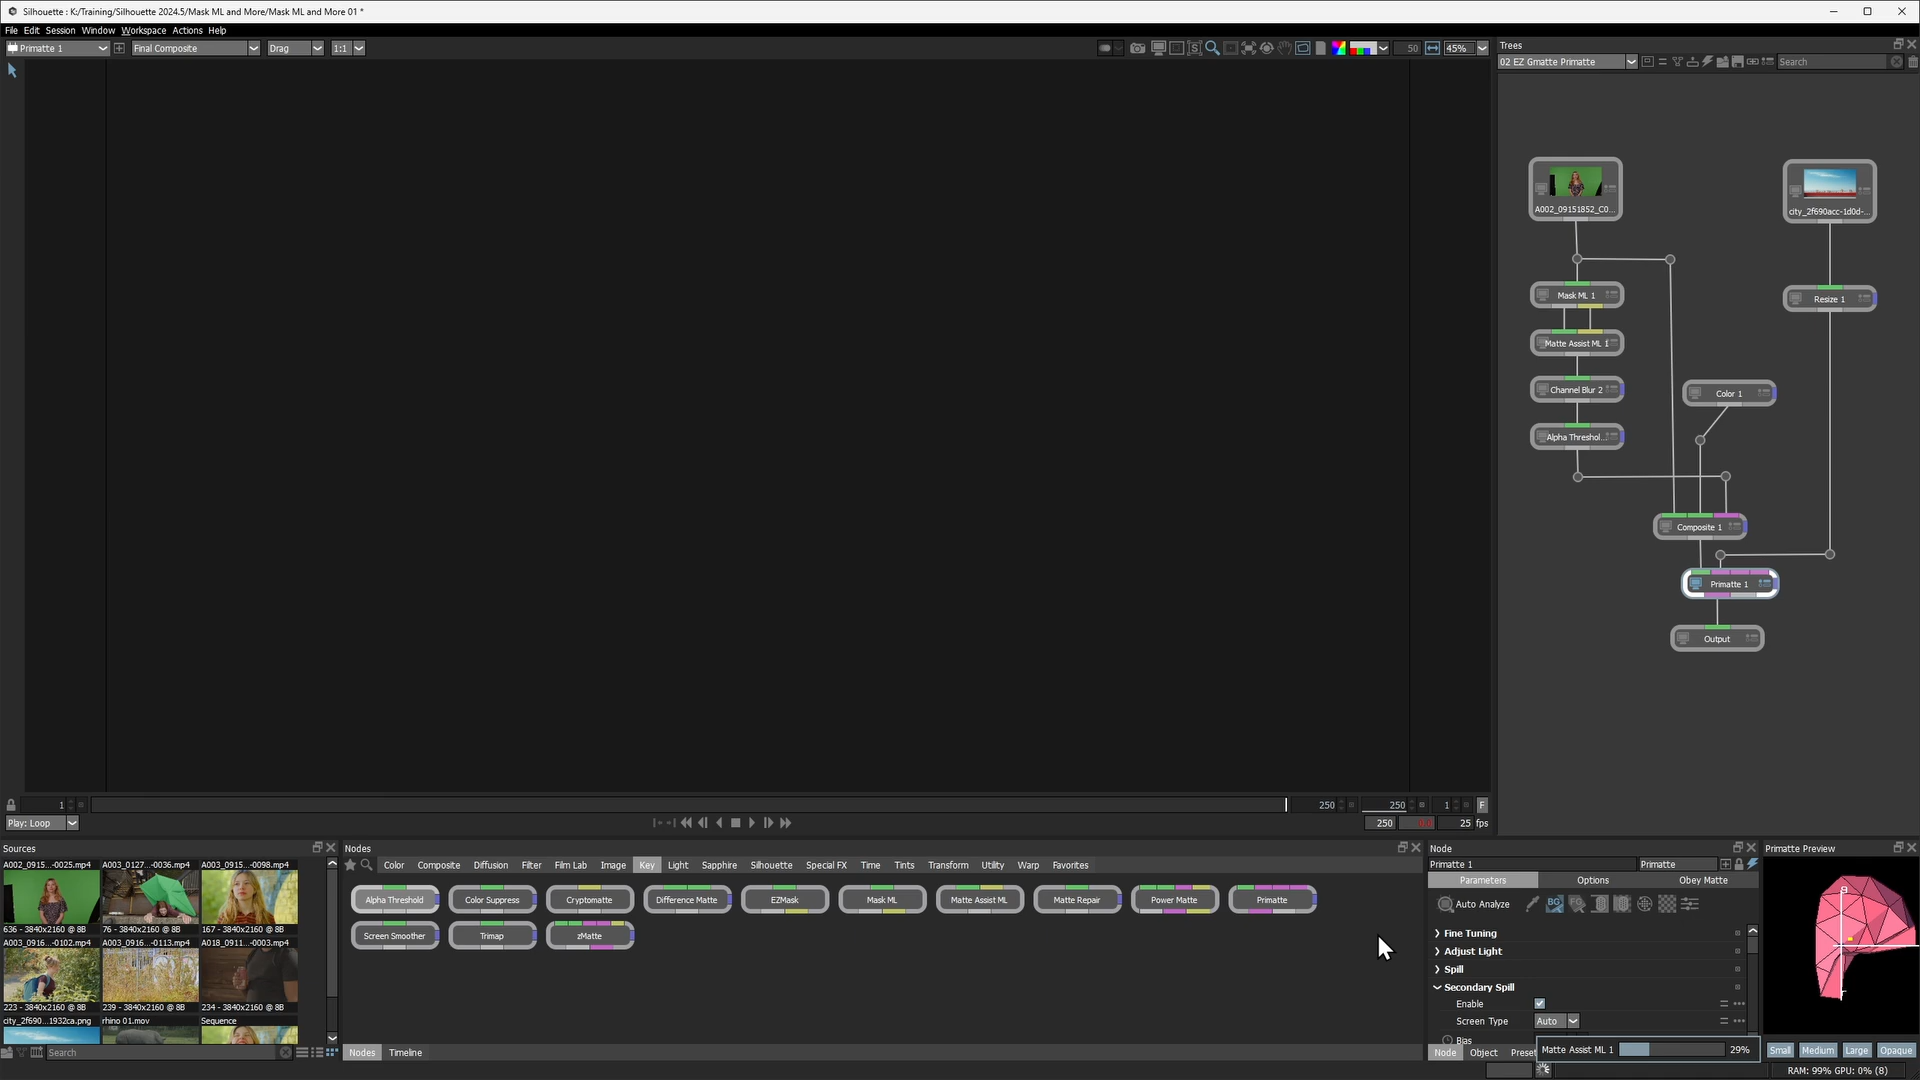 Silhouette : K:/Training/Silhouette 2024.5/Mask ML and More/Mask ML and More 01 *
File Edit Session Window Workspace Actions Help
Primatte 1 Final Composite Drag 1:1 50 45%
Trees
02 EZ Gmatte Primatte Search
A002_09151852_C0...
city_2f690acc-1d0d-...
Mask ML 1
Resize 1
Matte Assist ML 1
Channel Blur 2
Color 1
Alpha Threshol...
Composite 1
Primatte 1
Output
1 250 250 1 F
Play: Loop 250 0.0 25 fps
Sources
A002_0915...-0025.mp4 A003_0127...-0036.mp4 A003_0915...-0098.mp4
636 - 3840x2160 @ 8B 76 - 3840x2160 @ 8B 167 - 3840x2160 @ 8B
A003_0916...-0102.mp4 A003_0916...-0113.mp4 A018_0911...-0003.mp4
223 - 3840x2160 @ 8B 239 - 3840x2160 @ 8B 234 - 3840x2160 @ 8B
city_2f690...1932ca.png rhino 01.mov Sequence
Search
Nodes
Color Composite Diffusion Filter Film Lab Image Key Light Sapphire Silhouette Special FX Time Tints Transform Utility Warp Favorites
Alpha Threshold Color Suppress Cryptomatte Difference Matte EZMask Mask ML Matte Assist ML Matte Repair Power Matte Primatte
Screen Smoother Trimap zMatte
Nodes Timeline
Node
Primatte 1 Primatte
Parameters Options Obey Matte
Auto Analyze BG FG
Fine Tuning
Adjust Light
Spill
Secondary Spill
Enable
Screen Type Auto
Bias
Node Object Preset
Matte Assist ML 1 29%
Primatte Preview
Small Medium Large Opaque
RAM: 99% GPU: 0% (8)